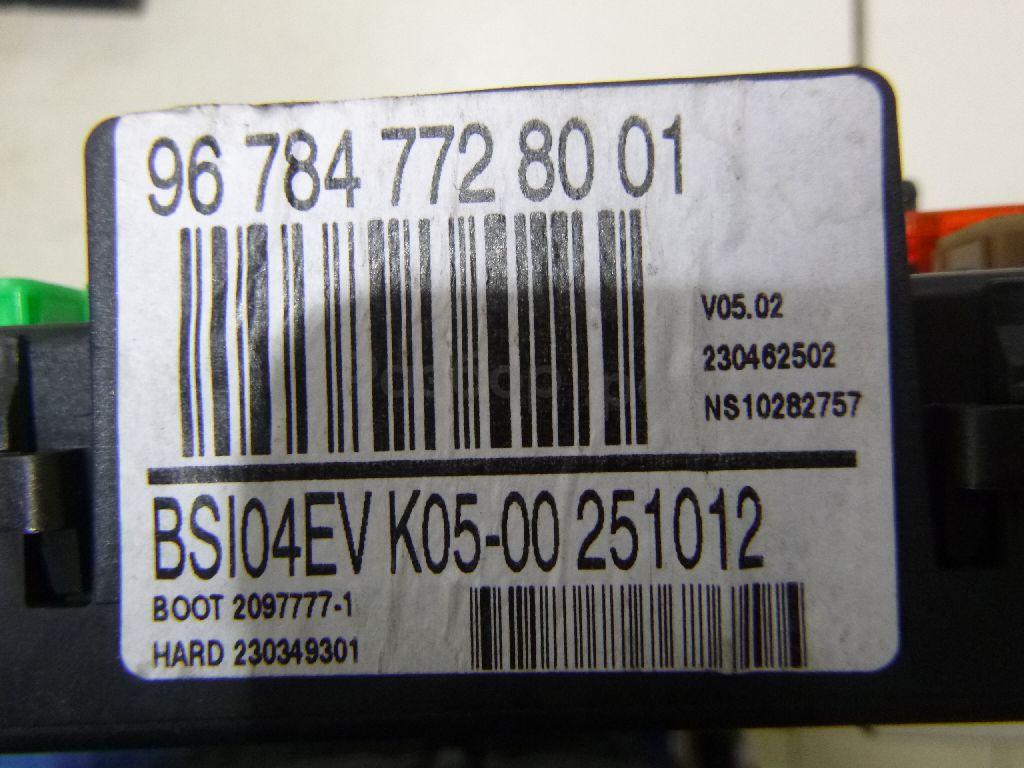 96 784 772 80 01
V05.02
230462502
NS10282757
BSI04EV K05-00 251012
BOOT 2097777-1
HARD 230349301